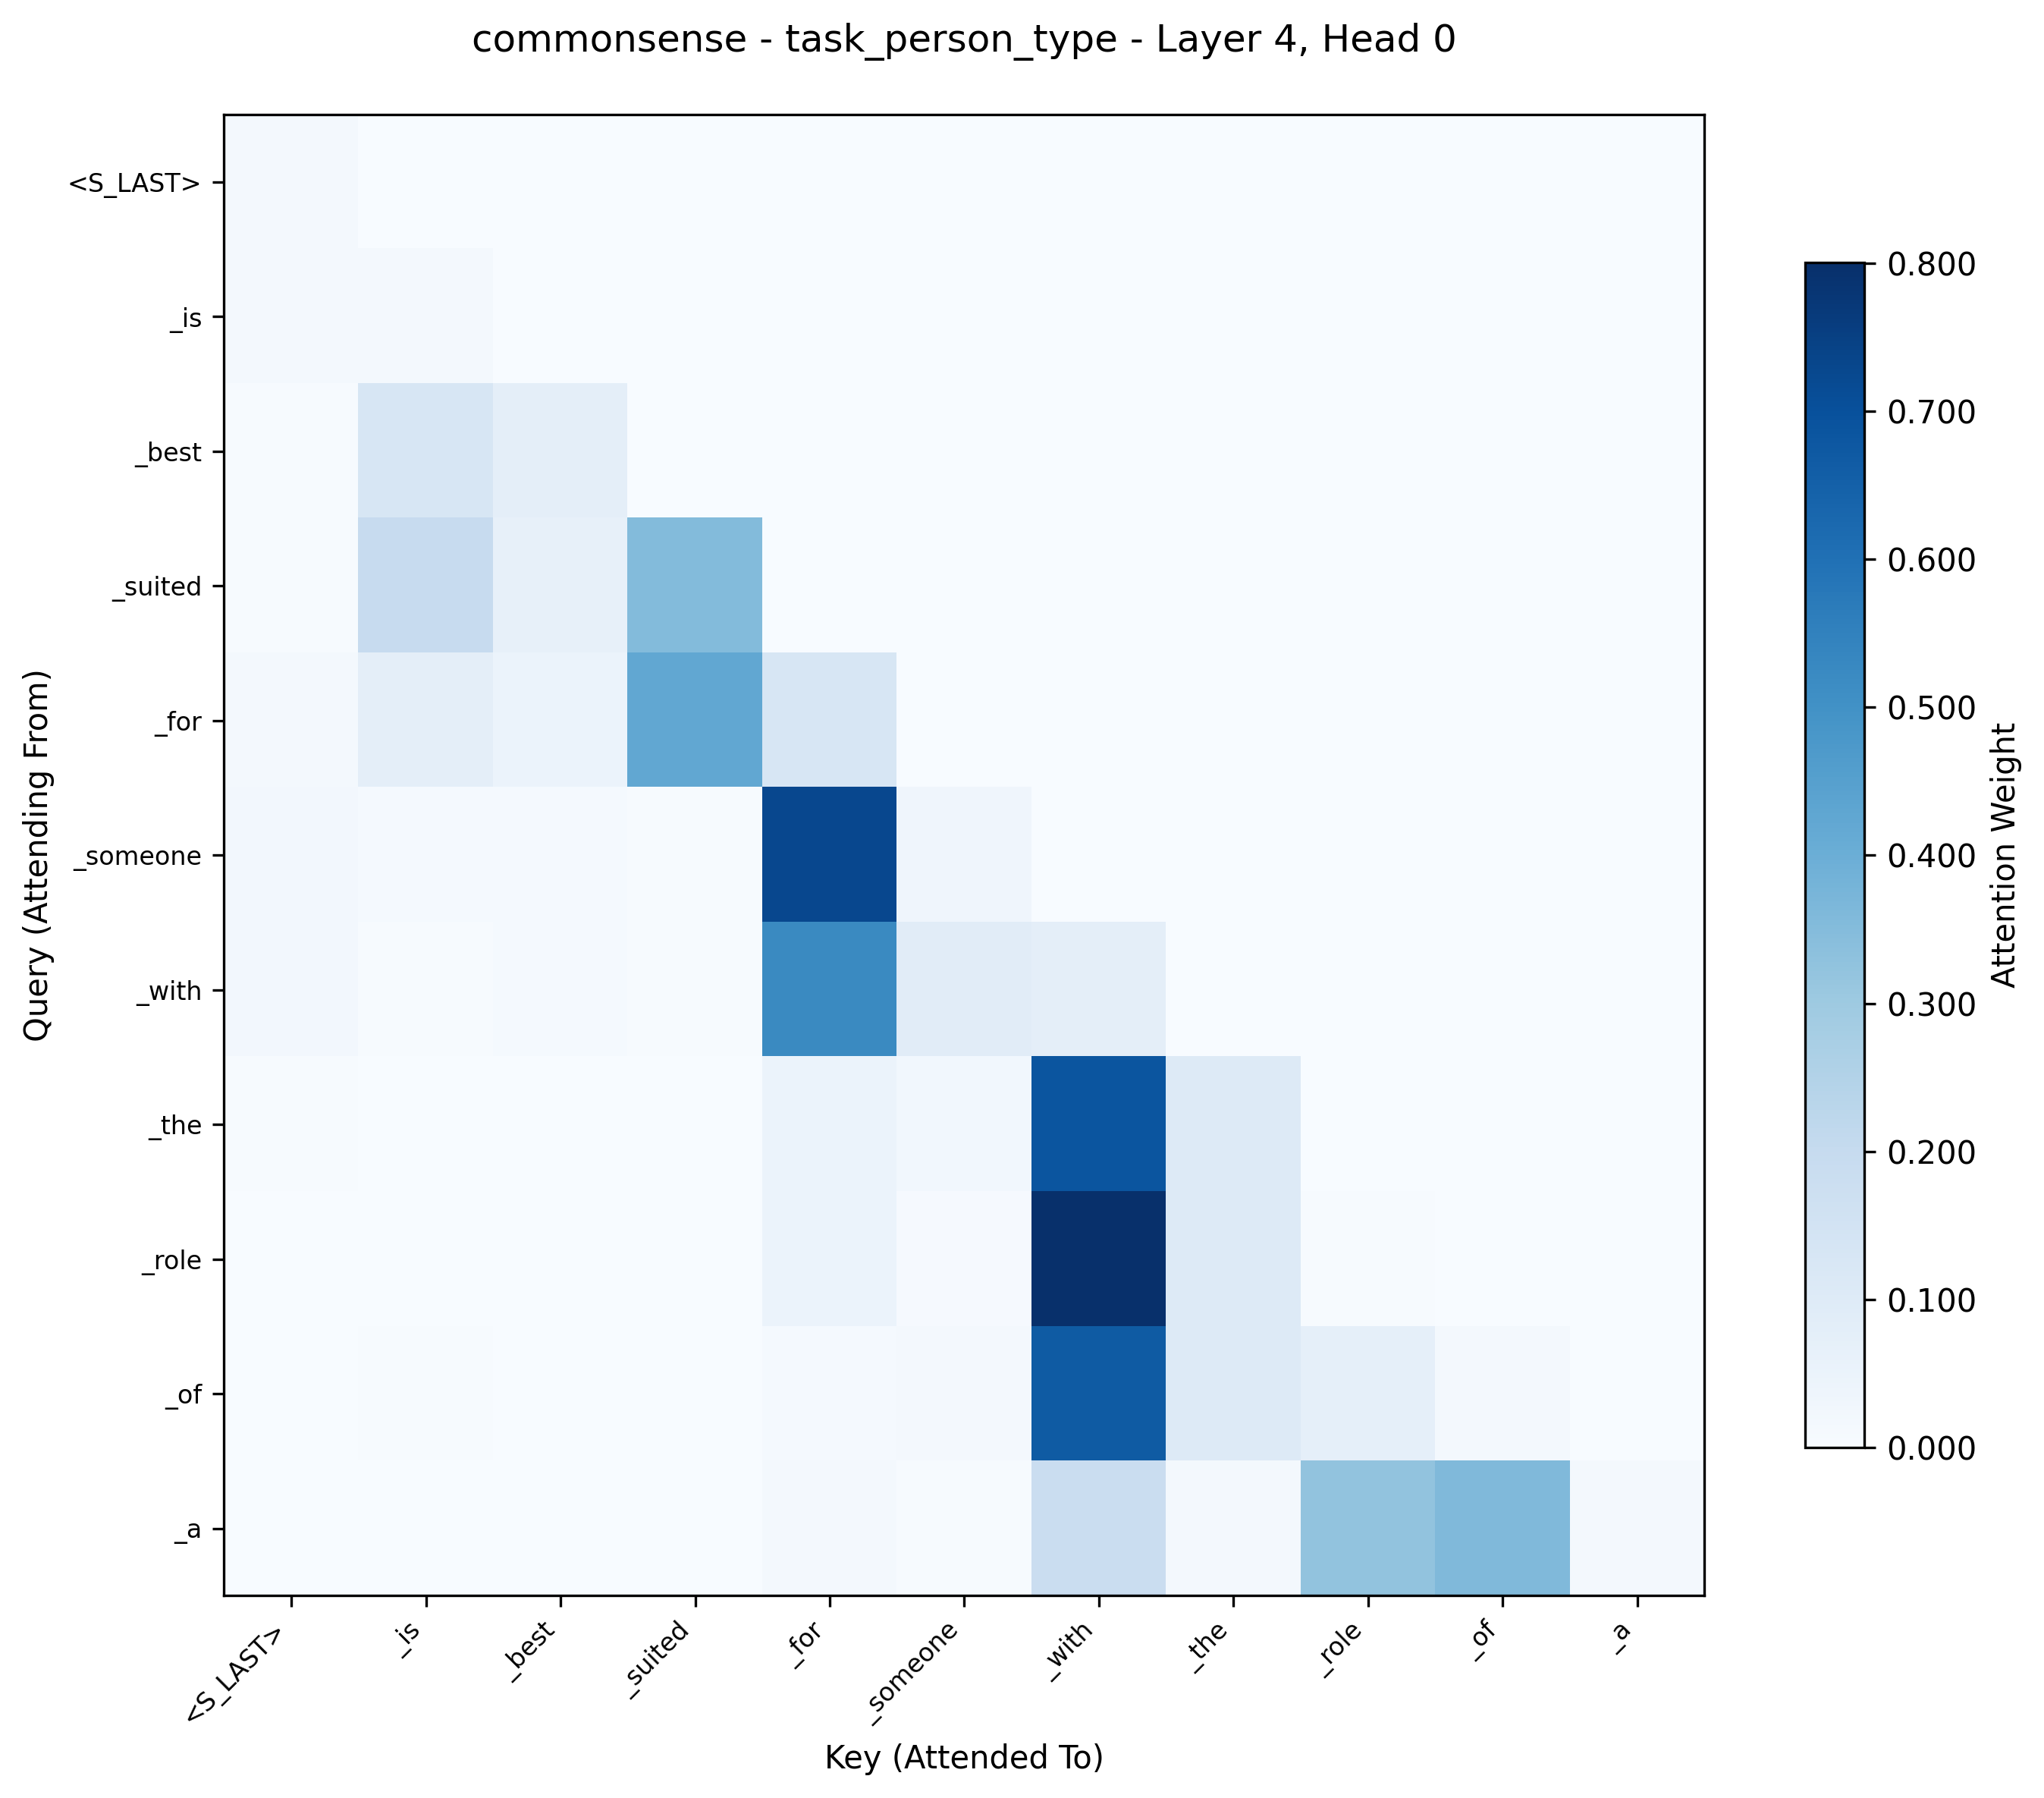 commonsense - task_person_type - Layer 4, Head 0
Query (Attending From)
<S_LAST>
_is
_best
_suited
_for
_someone
_with
_the
_role
_of
_a
<S_LAST>
_is
_best
_suited
_for
_someone
_with
_the
_role
_of
_a
Key (Attended To)
0.800
0.700
0.600
0.500
0.400
0.300
0.200
0.100
0.000
Attention Weight